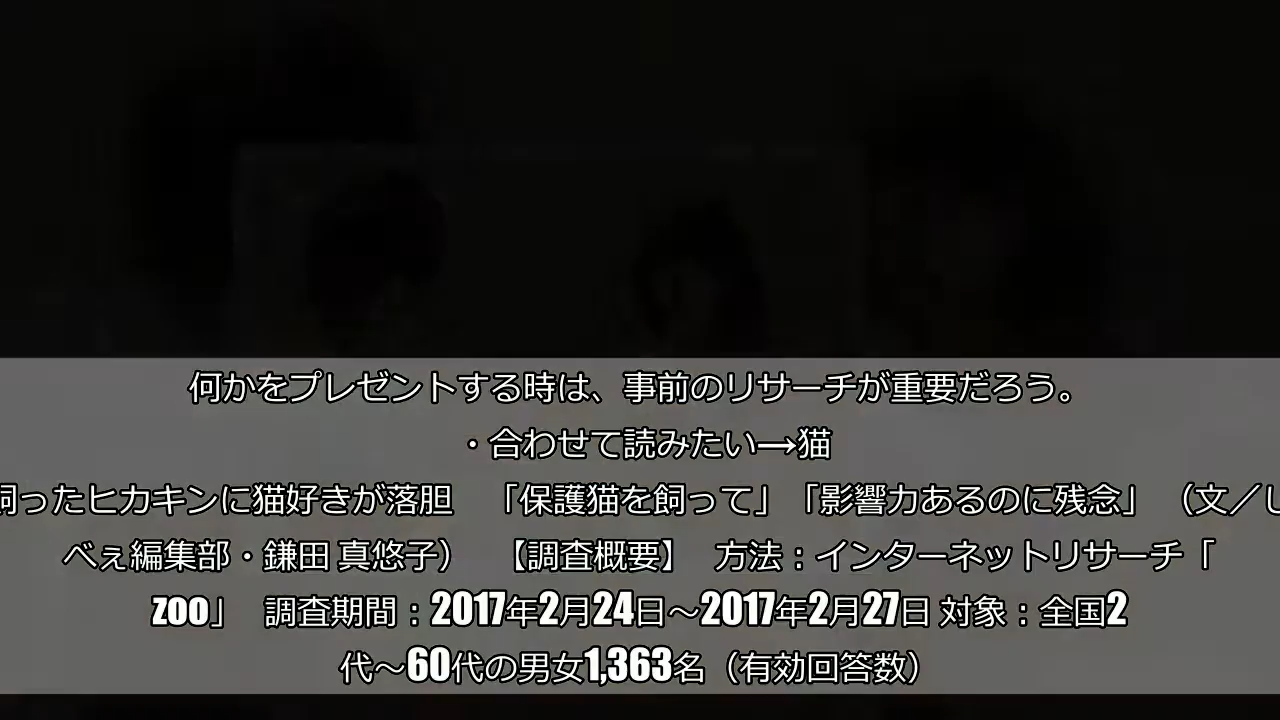 何かをプレゼントする時は、事前のリサーチが重要だろう。
・合わせて読みたい→猫
飼ったヒカキンに猫好きが落胆 「保護猫を飼って」「影響力あるのに残念」 （文／し
べぇ編集部・鎌田 真悠子） 【調査概要】 方法：インターネットリサーチ「
ZOO」 調査期間：2017年2月24日～2017年2月27日 対象：全国2
代～60代の男女1,363名（有効回答数）